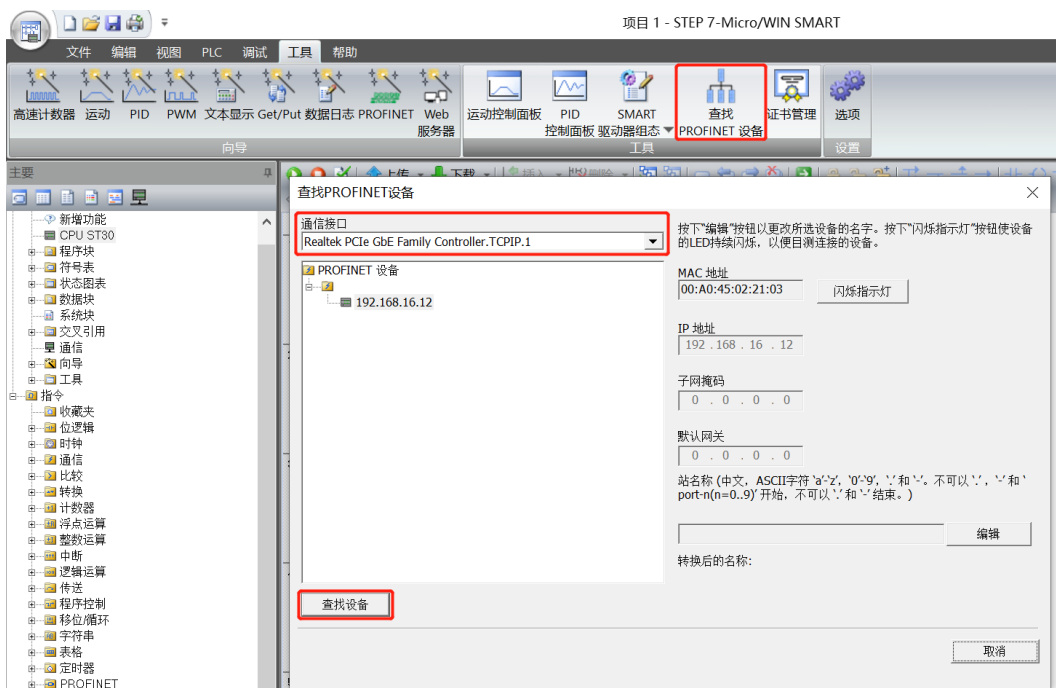 项目 1 - STEP 7-Micro/WIN SMART
文件 编辑 视图 PLC 调试 工具 帮助
高速计数器 运动 PID PWM 文本显示 Get/Put 数据日志 PROFINET Web 服务器
向导
运动控制面板 PID 控制面板 SMART 驱动器组态 查找 PROFINET 设备 证书管理
工具
选项
设置
主要
新增功能
CPU ST30
程序块
符号表
状态图表
数据块
系统块
交叉引用
通信
向导
工具
指令
收藏夹
位逻辑
时钟
通信
比较
转换
计数器
浮点运算
整数运算
中断
逻辑运算
传送
程序控制
移位/循环
字符串
表格
定时器
PROFINET
上传 下载 插入 删除
查找PROFINET设备
通信接口
Realtek PCIe GbE Family Controller.TCPIP.1
PROFINET 设备
192.168.16.12
查找设备
按下"编辑"按钮以更改所选设备的名字。按下"闪烁指示灯"按钮使设备
的LED持续闪烁，以便目测连接的设备。
MAC 地址
00:A0:45:02:21:03
闪烁指示灯
IP 地址
192 . 168 . 16 . 12
子网掩码
0 . 0 . 0 . 0
默认网关
0 . 0 . 0 . 0
站名称 (中文，ASCII字符 'a'-'z'，'0'-'9'，'.' 和 '-'。不可以 '.'，'-' 和 '
port-n(n=0..9)' 开始，不可以 '.' 和 '-' 结束。)
编辑
转换后的名称:
取消